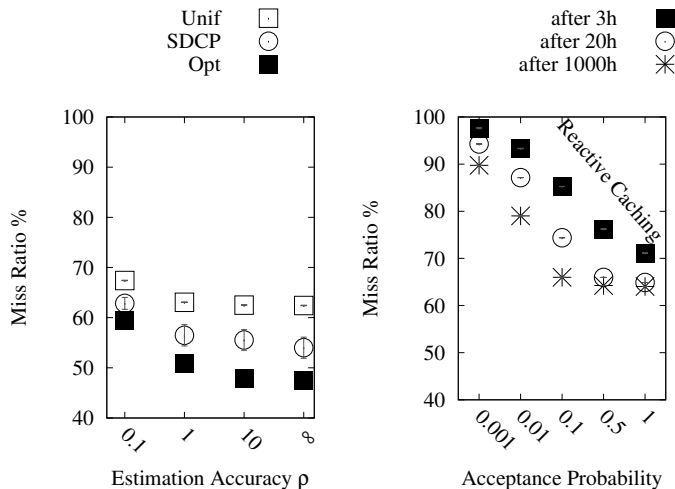 Unif
SDCP
Opt
100
90
80
70
60
50
40
Miss Ratio %
0.1
1
10
∞
Estimation Accuracy ρ
after 3h
after 20h
after 1000h
100
90
80
70
60
50
40
Miss Ratio %
Reactive Caching
0.001
0.01
0.1
0.5
1
Acceptance Probability